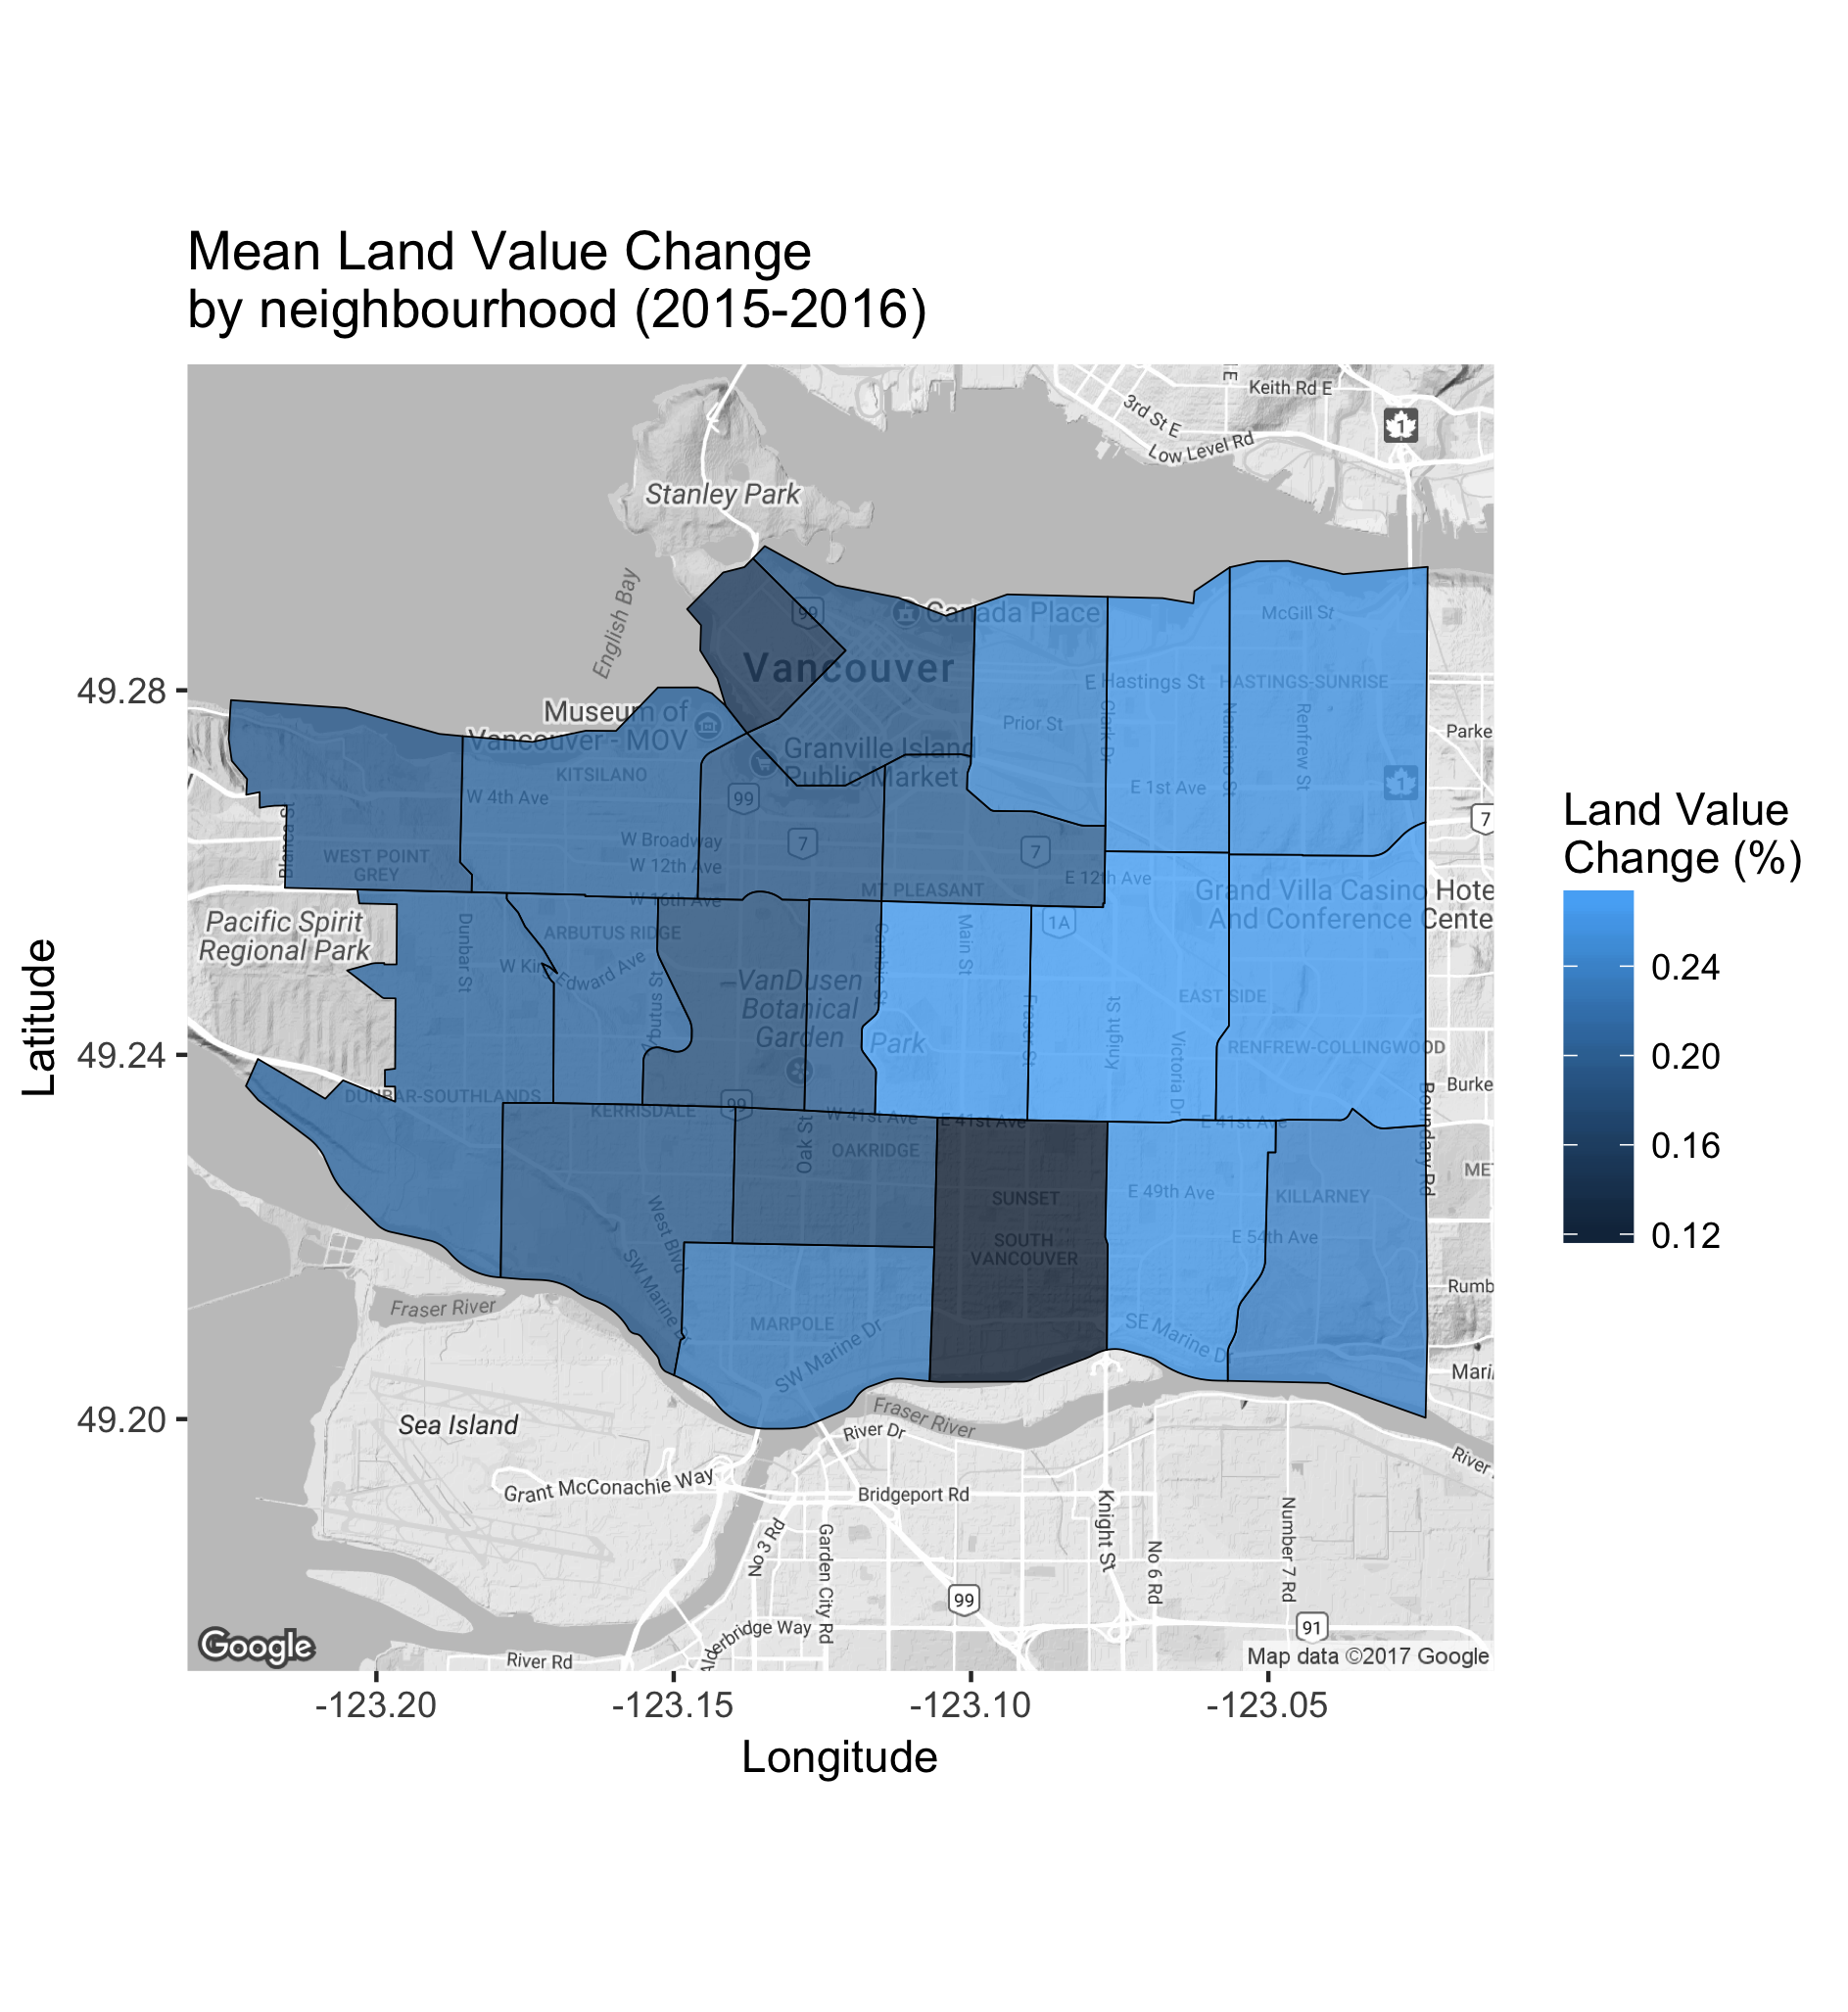 Mean Land Value Change
by neighbourhood (2015-2016)
Keith Rd E
3rd St E
Low Level Rd
1
Stanley Park
English Bay
99
Canada Place
McGill St
Vancouver
E Hastings St
HASTINGS-SUNRISE
Museum of
Vancouver - MOV
Prior St
Clark Dr
Nanaimo St
Renfrew St
Parke
Granville Island
Public Market
KITSILANO
W 4th Ave
99
E 1st Ave
1
7
Blanca St
W Broadway
7
7
WEST POINT
GREY
W 12th Ave
E 12th Ave
MT PLEASANT
W 16th Ave
Grand Villa Casino Hote
And Conference Cente
Pacific Spirit
Regional Park
Dunbar St
ARBUTUS RIDGE
W King Edward Ave
Arbutus St
VanDusen
Botanical
Garden
Cambie St
Main St
1A
Park
Fraser St
Knight St
Victoria Dr
EAST SIDE
RENFREW-COLLINGWOOD
DUNBAR-SOUTHLANDS
KERRISDALE
99
Oak St
W 41st Ave
E 41st Ave
E 41st Ave
Boundary Rd
Burke
OAKRIDGE
MET
SUNSET
E 49th Ave
KILLARNEY
West Blvd
SW Marine Dr
SOUTH
VANCOUVER
E 54th Ave
Rumb
Fraser River
MARPOLE
SW Marine Dr
SE Marine Dr
Mari
Sea Island
Fraser River
River Dr
River
Grant McConachie Way
Bridgeport Rd
No 3 Rd
Garden City Rd
Knight St
No 6 Rd
Number 7 Rd
99
91
Alderbridge Way
River Rd
Google
Map data ©2017 Google
49.28
49.24
49.20
Latitude
-123.20
-123.15
-123.10
-123.05
Longitude
Land Value
Change (%)
0.24
0.20
0.16
0.12